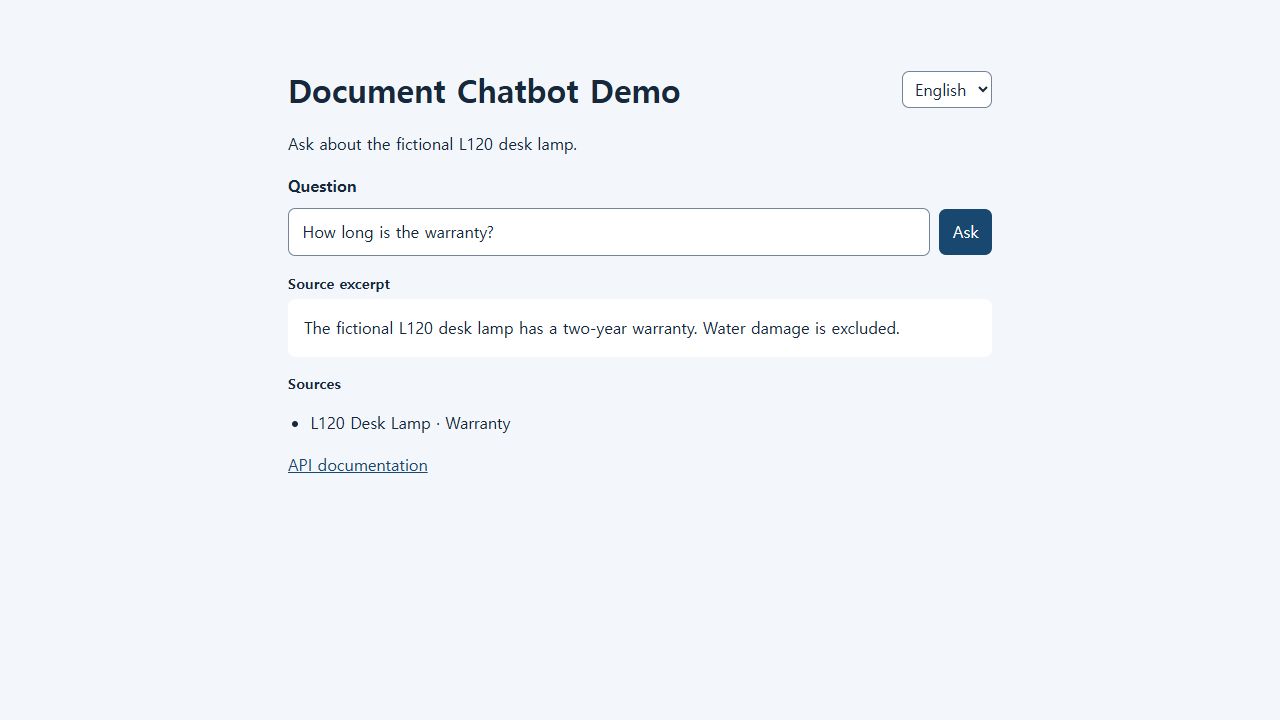 Document Chatbot Demo
English
Ask about the fictional L120 desk lamp.
Question
How long is the warranty?
Ask
Source excerpt
The fictional L120 desk lamp has a two-year warranty. Water damage is excluded.
Sources
L120 Desk Lamp · Warranty
API documentation